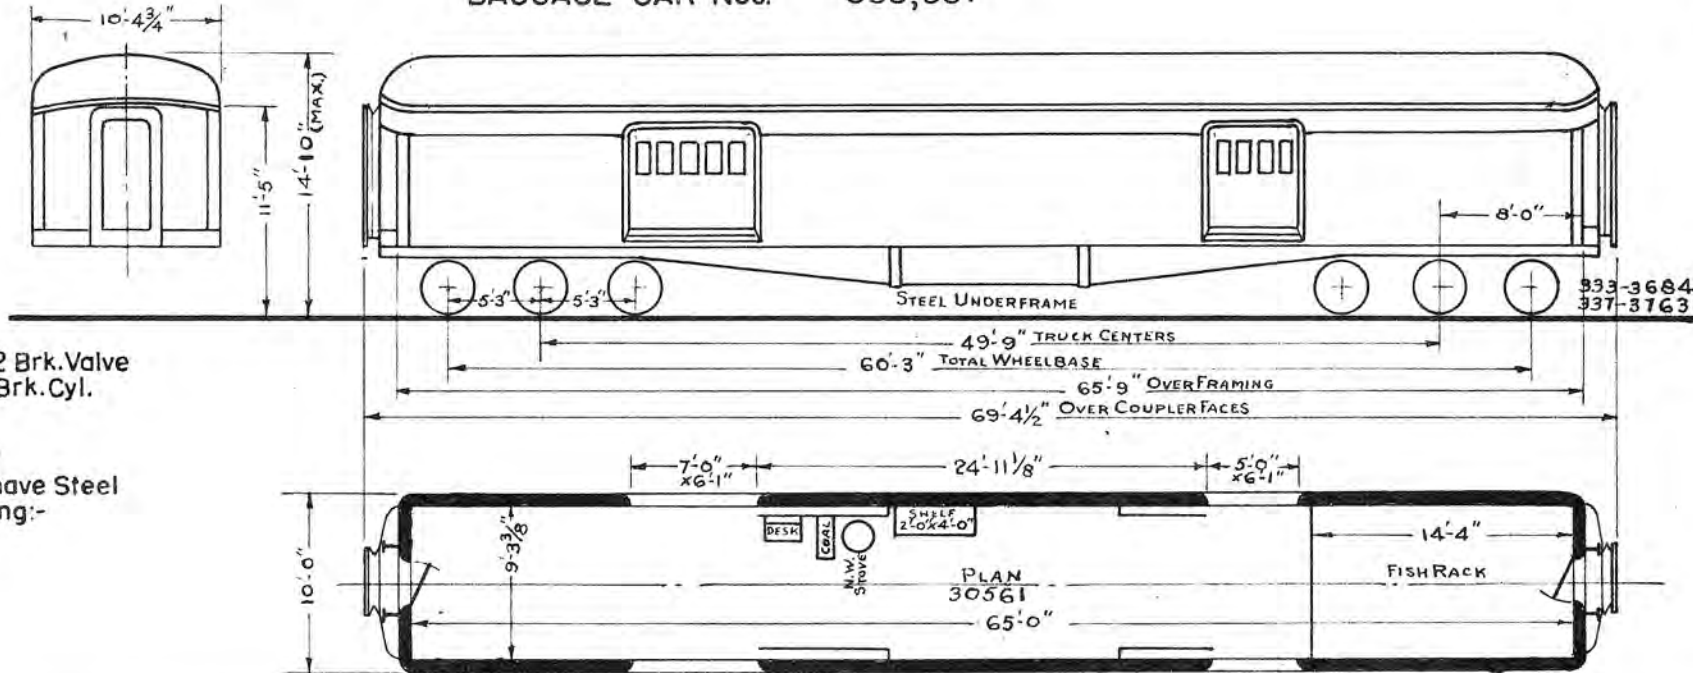 BAGGAGE CAR Nos.
10'-4¾"
11'-5"
14'-10"
(MAX.)
8'-0"
5'-3" 5'-3"
STEEL UNDERFRAME
333-3684
337-3763
49'-9" TRUCK CENTERS
60'-3" TOTAL WHEELBASE
65'-9" OVER FRAMING
69'-4½" OVER COUPLER FACES
2 Brk. Valve
Brk. Cyl.
have Steel
ng:-
7'-0"
x6'-1"
24'-11⅛"
5'-0"
x6'-1"
10'-0"
9'-3⅜"
DESK
COAL
N.W.
STOVE
SHELF
2'-0"x4'-0"
PLAN
30561
65'-0"
14'-4"
FISH RACK